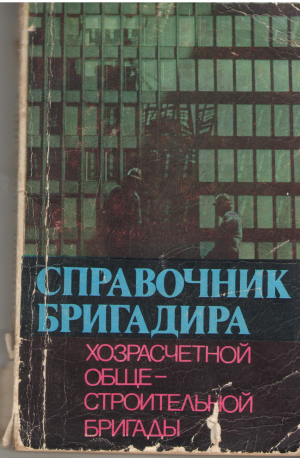 СПРАВОЧНИК
БРИГАДИРА
ХОЗРАСЧЕТНОЙ
ОБЩЕ-
СТРОИТЕЛЬНОЙ
БРИГАДЫ